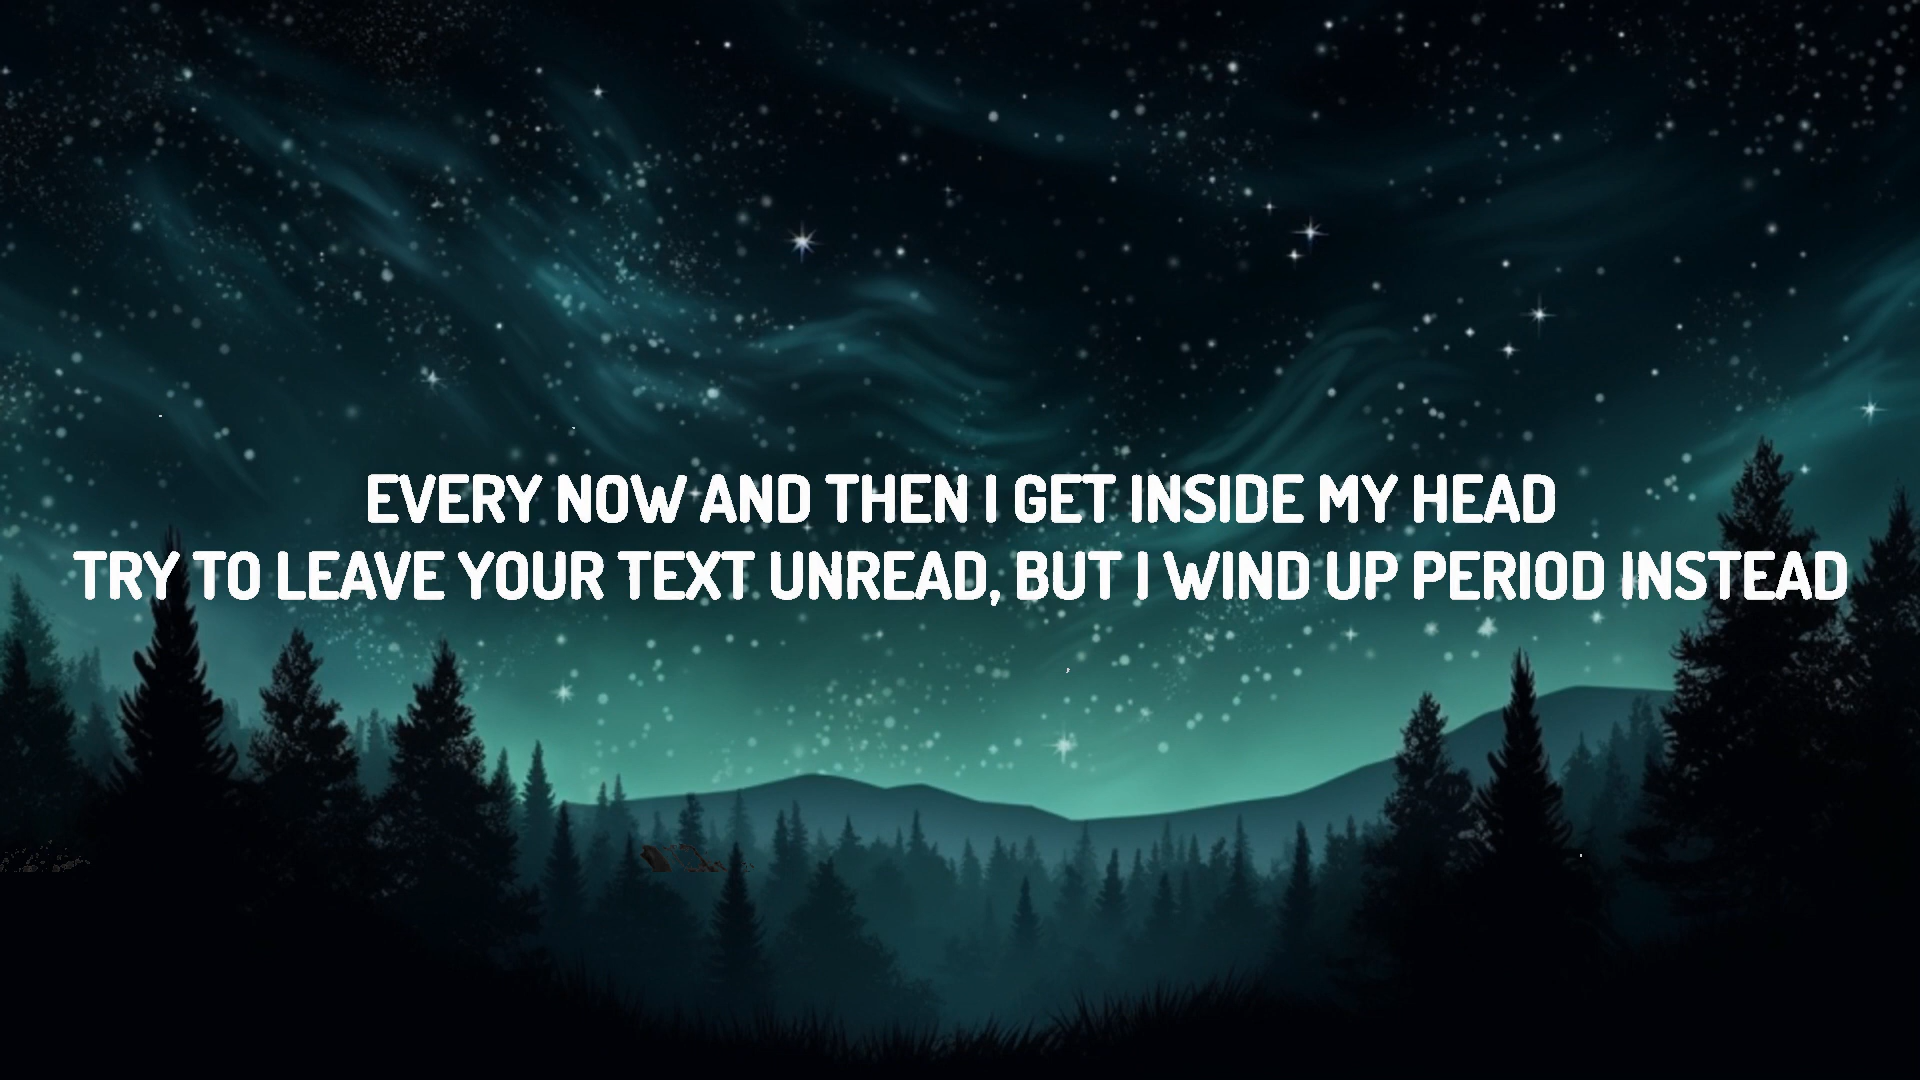 EVERY NOW AND THEN I GET INSIDE MY HEAD
TRY TO LEAVE YOUR TEXT UNREAD, BUT I WIND UP PERIOD INSTEAD